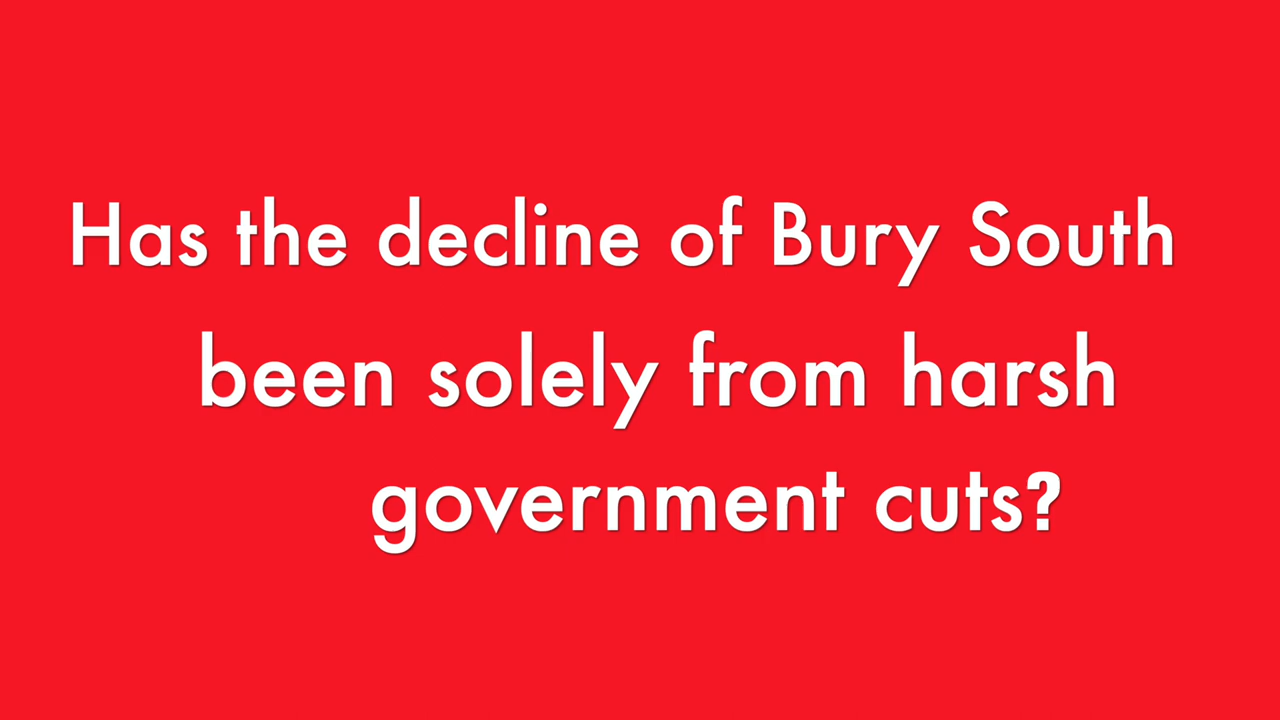 Has the decline of Bury South
been solely from harsh
government cuts?